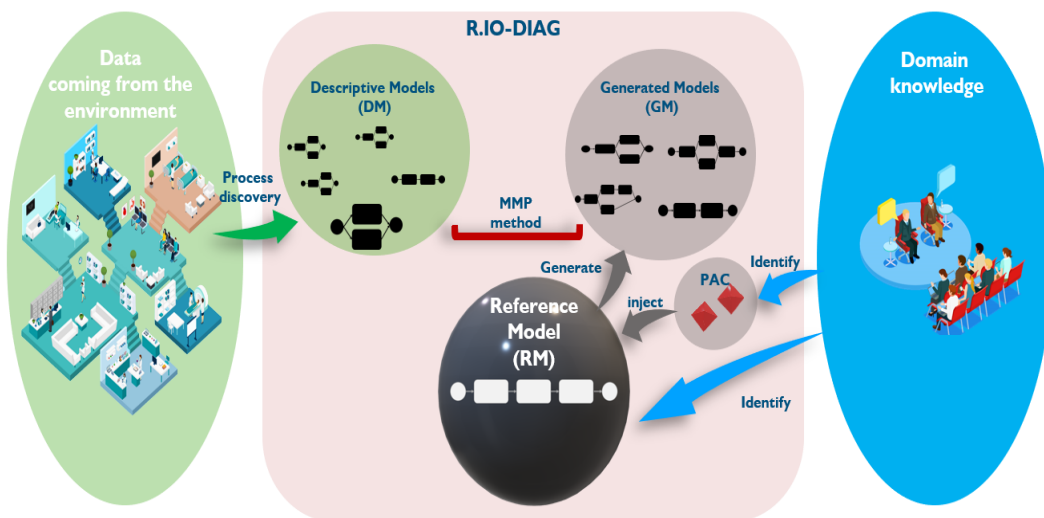 R.IO-DIAG
Data
coming from the
environment
Descriptive Models
(DM)
Generated Models
(GM)
Domain
knowledge
Process
discovery
MMP
method
Generate
PAC
Identify
inject
Reference
Model
(RM)
Identify